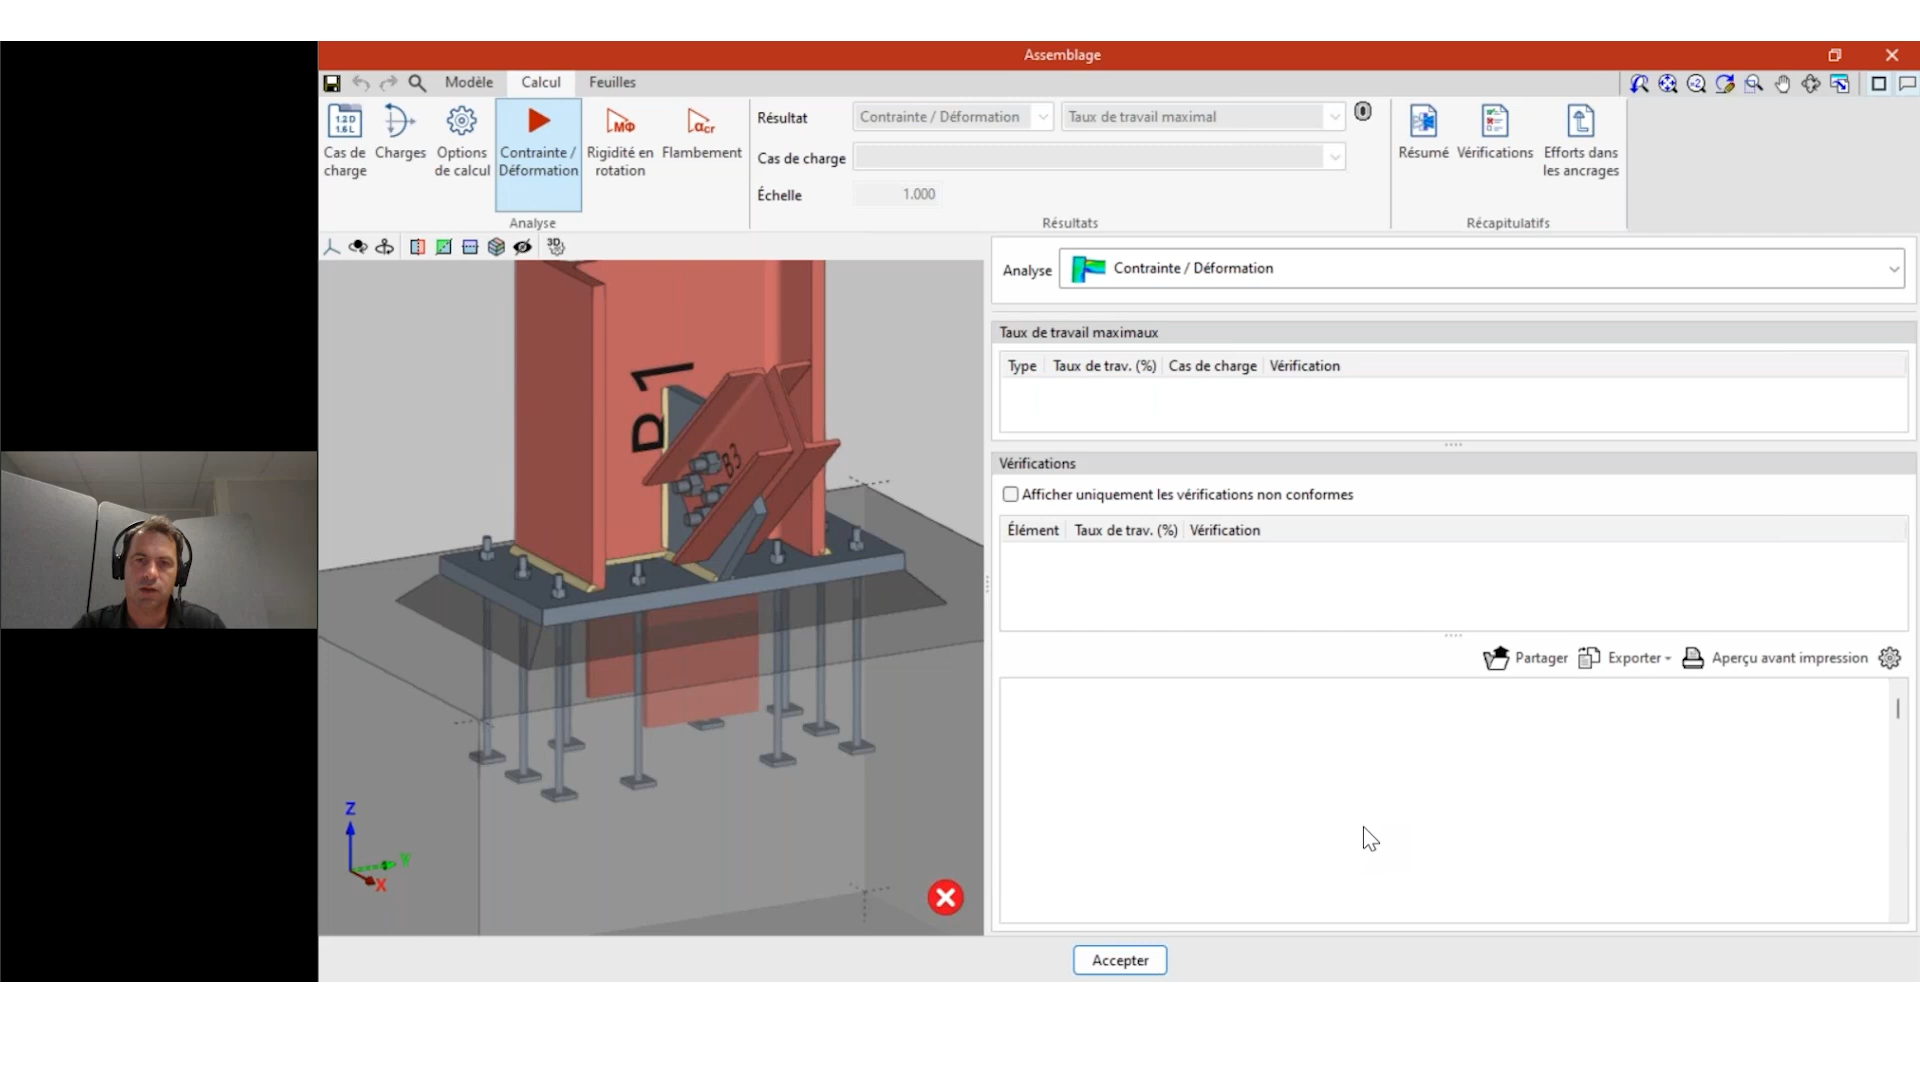 Assemblage
Modèle Calcul Feuilles
Cas de charge
Charges
Options de calcul
Contrainte / Déformation
Rigidité en rotation
Flambement
Analyse
Résultat Contrainte / Déformation Taux de travail maximal
Cas de charge
Échelle 1.000
Résultats
Résumé
Vérifications
Efforts dans les ancrages
Récapitulatifs
3D
B1
B3
Z
Y
X
Analyse Contrainte / Déformation
Taux de travail maximaux
Type Taux de trav. (%) Cas de charge Vérification
Vérifications
Afficher uniquement les vérifications non conformes
Élément Taux de trav. (%) Vérification
Partager Exporter Aperçu avant impression
Accepter